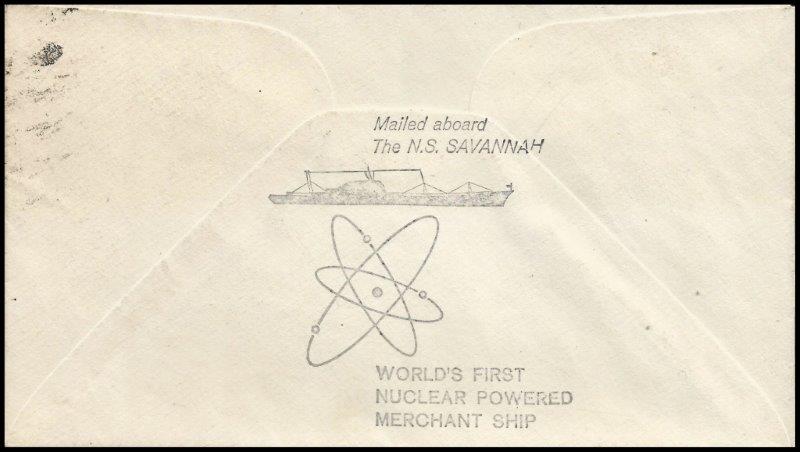 Mailed aboard
The N.S. SAVANNAH
WORLD'S FIRST
NUCLEAR POWERED
MERCHANT SHIP